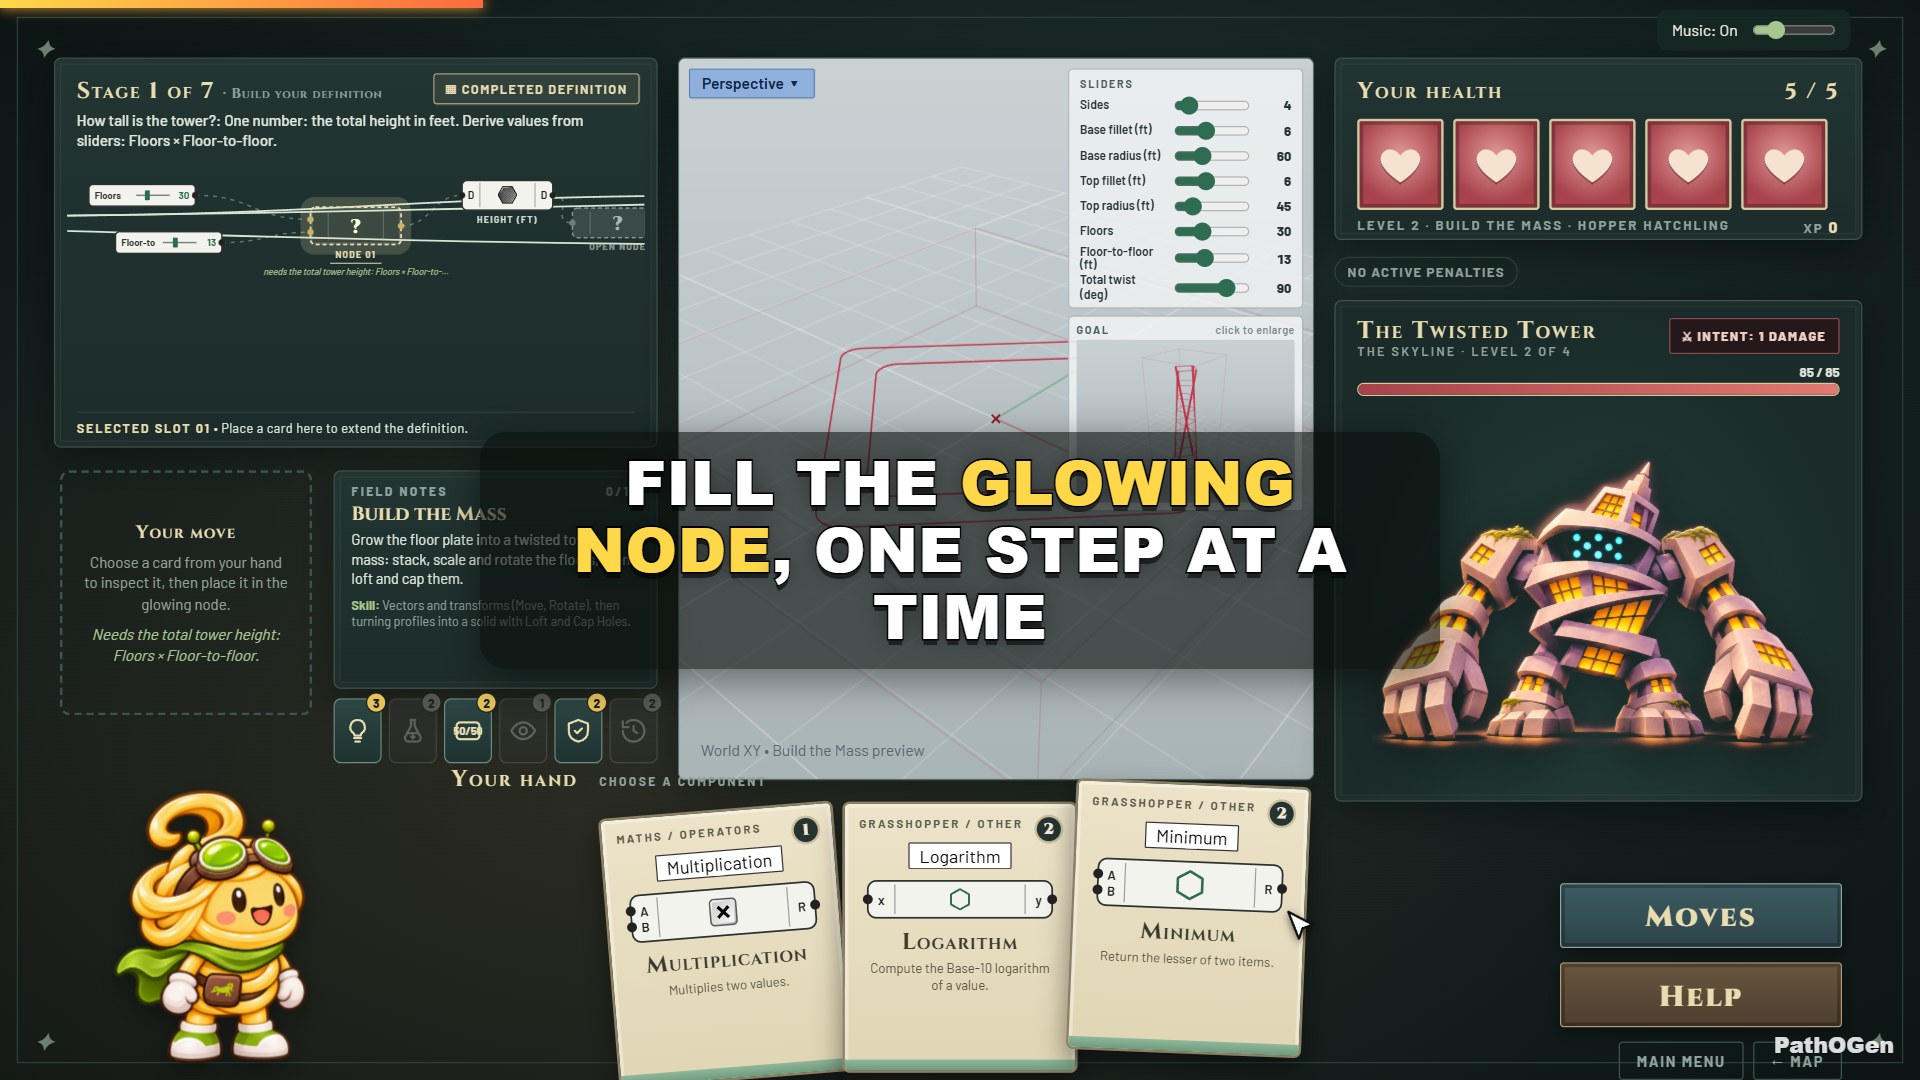 Music: On
STAGE 1 OF 7 · BUILD YOUR DEFINITION
COMPLETED DEFINITION
How tall is the tower?: One number: the total height in feet. Derive values from
sliders: Floors × Floor-to-floor.
Floors 30
Floor-to 13
?
NODE 01
needs the total tower height: Floors × Floor-to-...
D D
HEIGHT (FT)
?
OPEN NODE
SELECTED SLOT 01 • Place a card here to extend the definition.
Perspective ▼
SLIDERS
Sides 4
Base fillet (ft) 6
Base radius (ft) 60
Top fillet (ft) 6
Top radius (ft) 45
Floors 30
Floor-to-floor
(ft) 13
Total twist
(deg) 90
GOAL click to enlarge
World XY • Build the Mass preview
YOUR HEALTH 5 / 5
LEVEL 2 · BUILD THE MASS · HOPPER HATCHLING
XP 0
NO ACTIVE PENALTIES
THE TWISTED TOWER
THE SKYLINE · LEVEL 2 OF 4
INTENT: 1 DAMAGE
85 / 85
YOUR MOVE
Choose a card from your hand
to inspect it, then place it in the
glowing node.
Needs the total tower height:
Floors × Floor-to-floor.
FIELD NOTES
BUILD THE MASS
Grow the floor plate into a twisted
mass: stack, scale and rotate the
loft and cap them.
Skill: Vectors and transforms (Move, Rotate), then
turning profiles into a solid with Loft and Cap Holes.
FILL THE GLOWING
NODE, ONE STEP AT A
TIME
3 2 2 1 2 2
50/50
YOUR HAND CHOOSE A COMPONENT
MATHS / OPERATORS 1
Multiplication
A
B
R
MULTIPLICATION
Multiplies two values.
GRASSHOPPER / OTHER 2
Logarithm
x y
LOGARITHM
Compute the Base-10 logarithm
of a value.
GRASSHOPPER / OTHER 2
Minimum
A
B
R
MINIMUM
Return the lesser of two items.
MOVES
HELP
MAIN MENU
← MAP
PathOGen